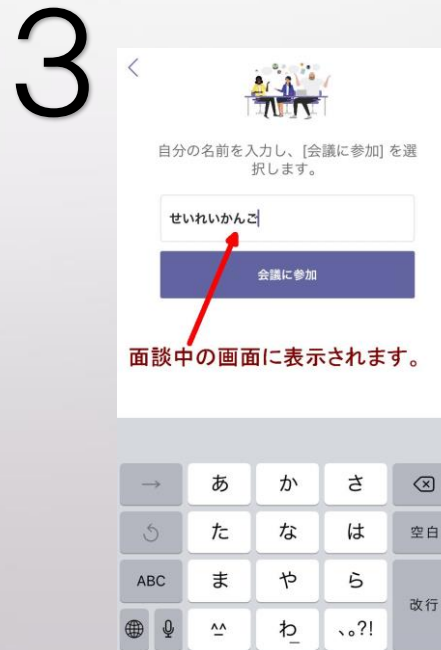 3
自分の名前を入力し、[会議に参加] を選
択します。
せいれいかんご
会議に参加
面談中の画面に表示されます。
→ あ か さ
た な は 空白
ABC ま や ら 改行
^^ わ_ 、。?!